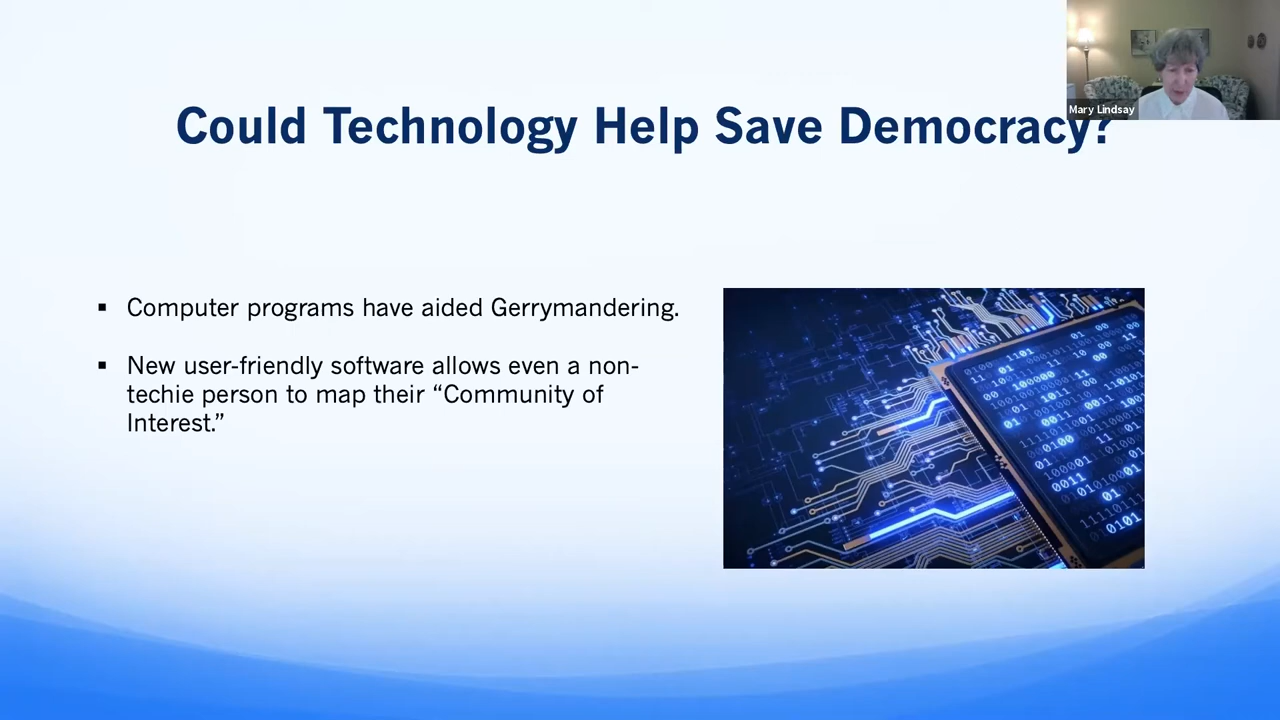 Could Technology Help Save Democracy?
Mary Lindsay
▪ Computer programs have aided Gerrymandering.
▪ New user-friendly software allows even a non-
techie person to map their “Community of
Interest.”